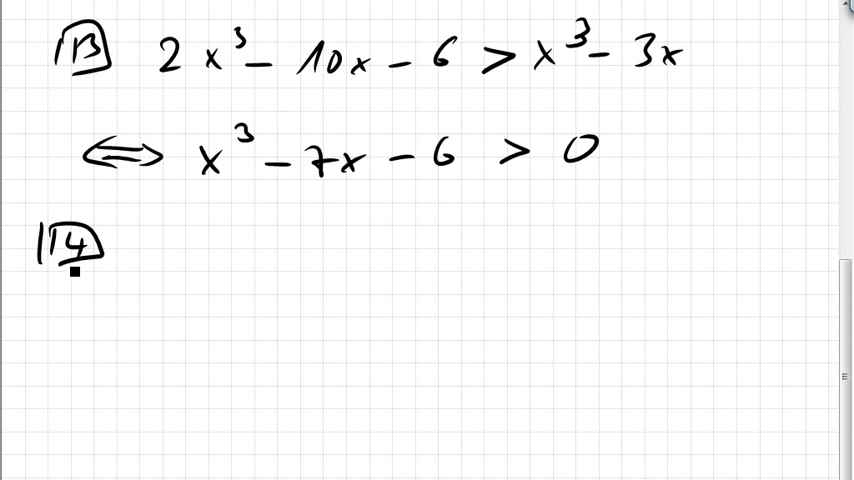 13 2x³ - 10x - 6 > x³ - 3x
⟺ x³ - 7x - 6 > 0
14